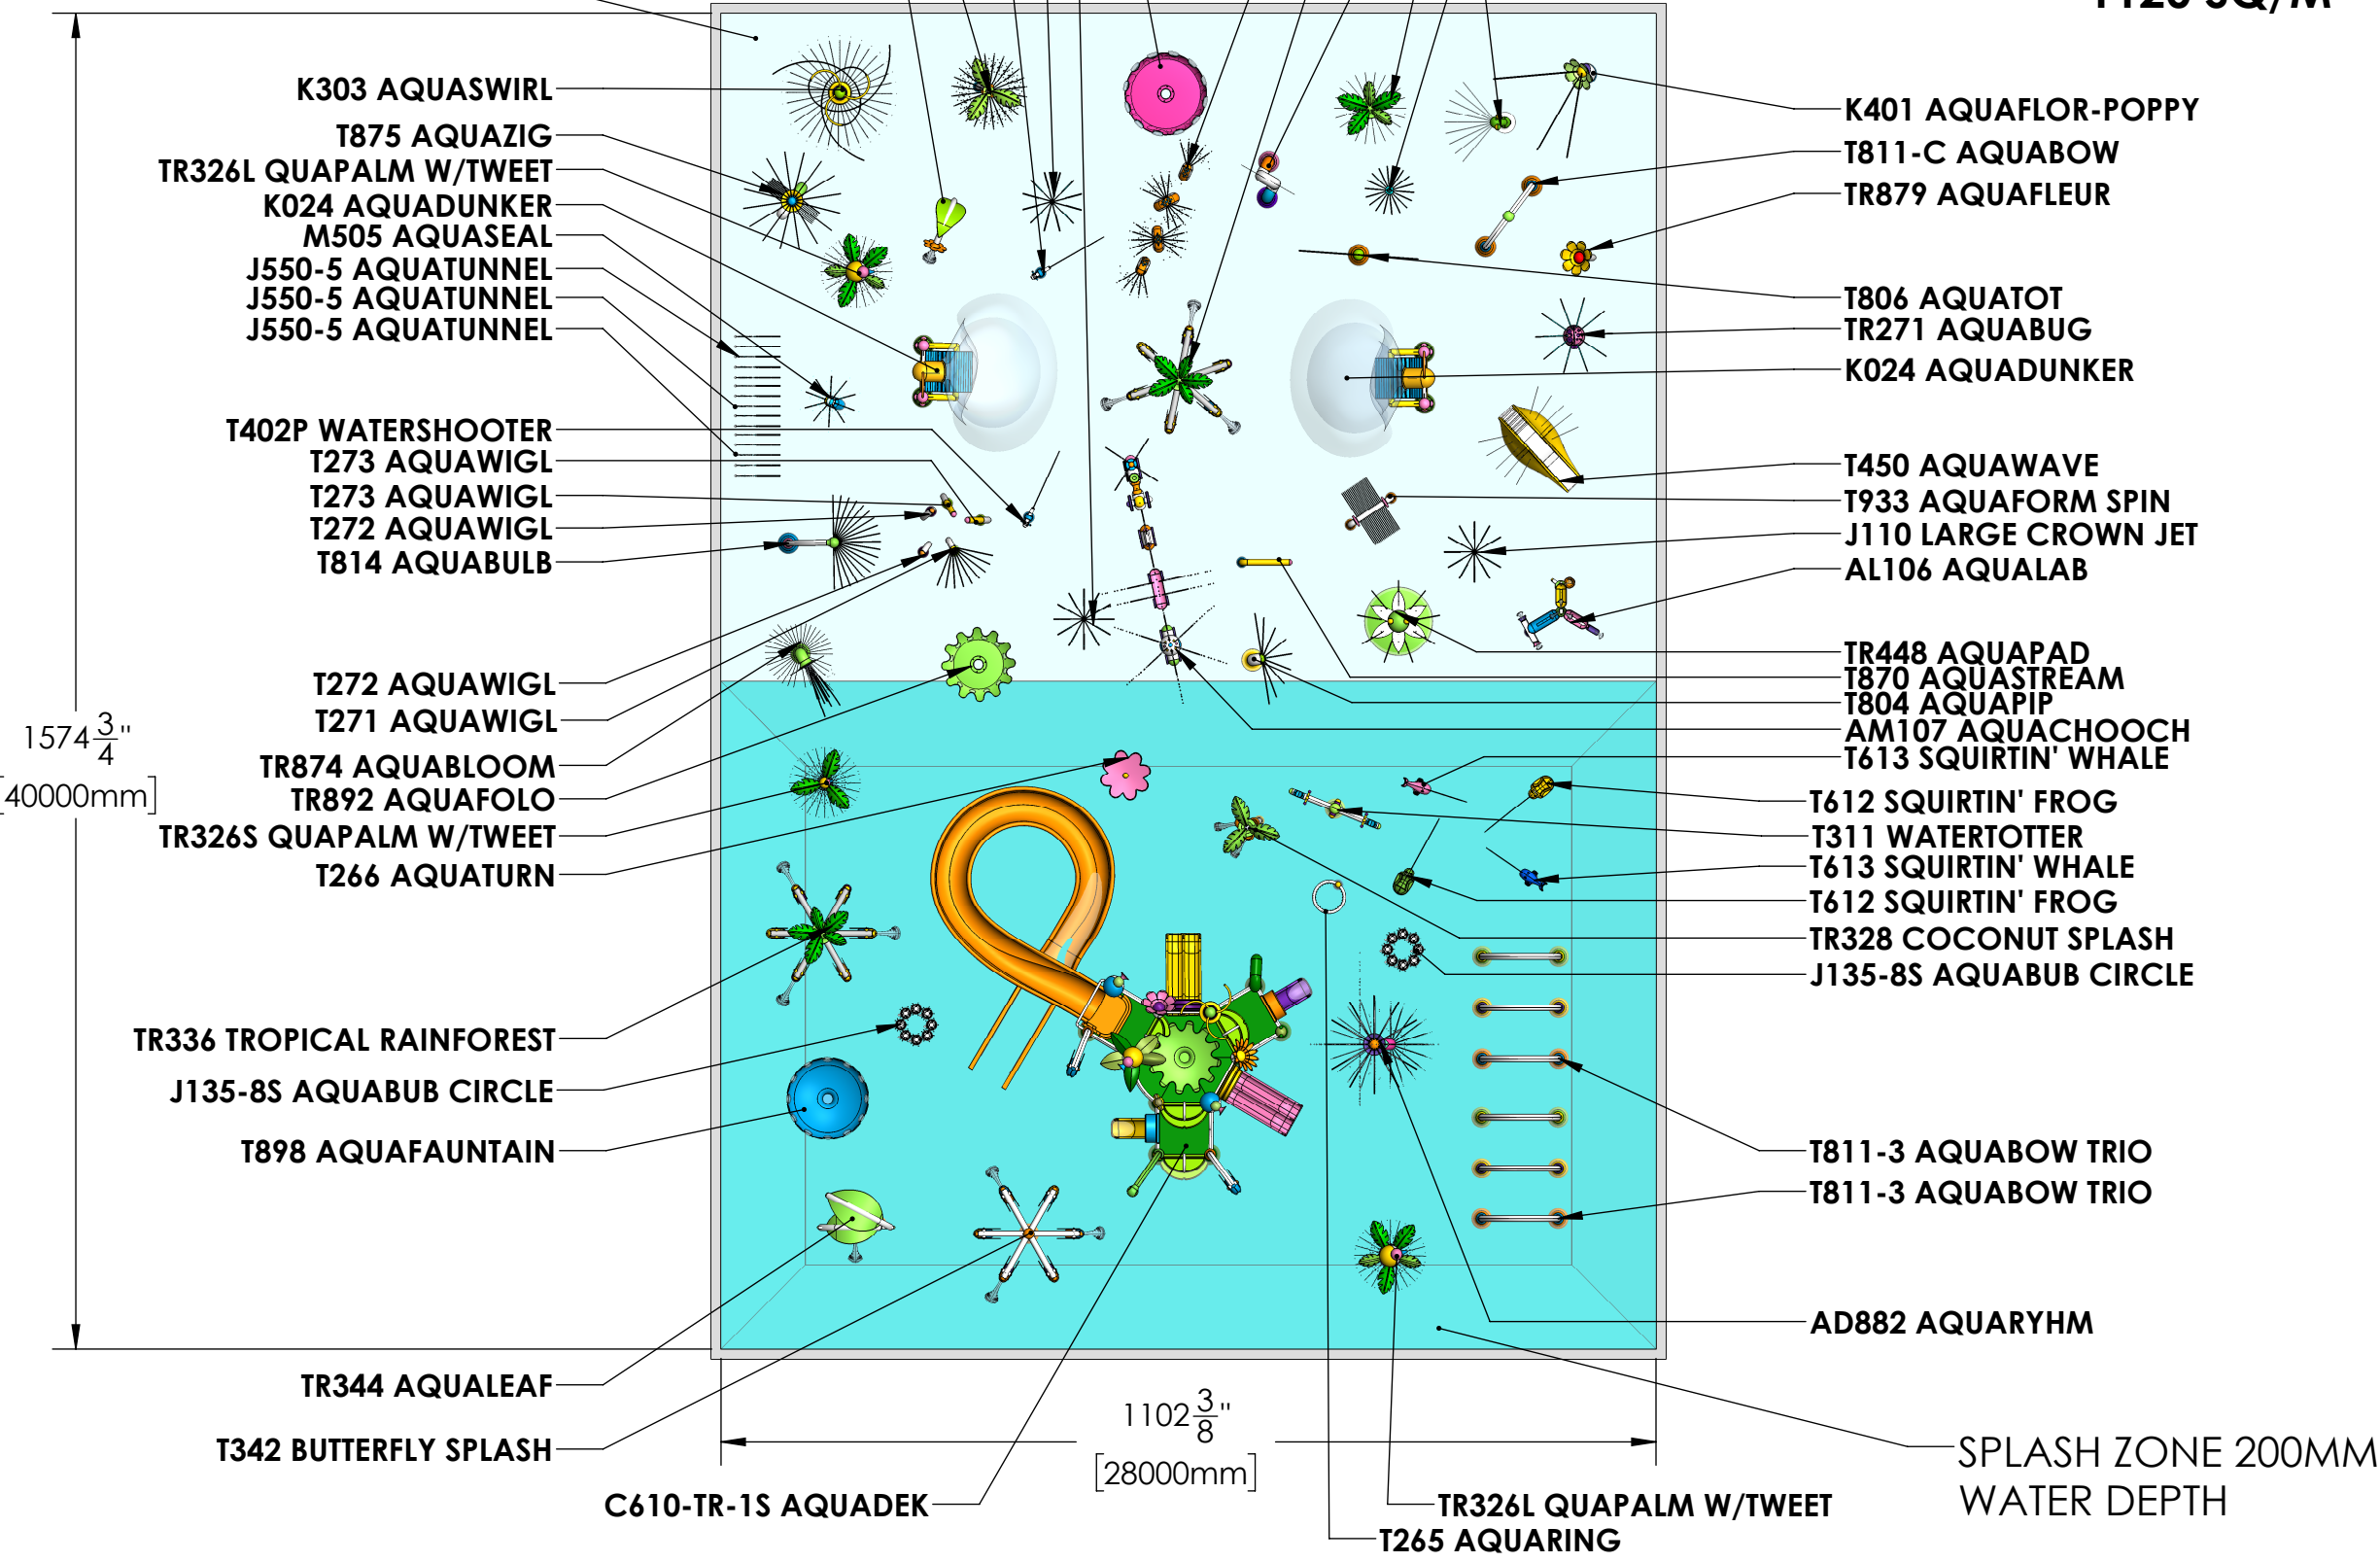 K303 AQUASWIRL
T875 AQUAZIG
TR326L QUAPALM W/TWEET
K024 AQUADUNKER
M505 AQUASEAL
J550-5 AQUATUNNEL
J550-5 AQUATUNNEL
J550-5 AQUATUNNEL
T402P WATERSHOOTER
T273 AQUAWIGL
T273 AQUAWIGL
T272 AQUAWIGL
T814 AQUABULB
T272 AQUAWIGL
T271 AQUAWIGL
TR874 AQUABLOOM
TR892 AQUAFOLO
TR326S QUAPALM W/TWEET
T266 AQUATURN
TR336 TROPICAL RAINFOREST
J135-8S AQUABUB CIRCLE
T898 AQUAFAUNTAIN
TR344 AQUALEAF
T342 BUTTERFLY SPLASH
C610-TR-1S AQUADEK
1574 3/4"
[40000mm]
1102 3/8"
[28000mm]
K401 AQUAFLOR-POPPY
T811-C AQUABOW
TR879 AQUAFLEUR
T806 AQUATOT
TR271 AQUABUG
K024 AQUADUNKER
T450 AQUAWAVE
T933 AQUAFORM SPIN
J110 LARGE CROWN JET
AL106 AQUALAB
TR448 AQUAPAD
T870 AQUASTREAM
T804 AQUAPIP
AM107 AQUACHOOCH
T613 SQUIRTIN' WHALE
T612 SQUIRTIN' FROG
T311 WATERTOTTER
T613 SQUIRTIN' WHALE
T612 SQUIRTIN' FROG
TR328 COCONUT SPLASH
J135-8S AQUABUB CIRCLE
T811-3 AQUABOW TRIO
T811-3 AQUABOW TRIO
AD882 AQUARYHM
SPLASH ZONE 200MM
WATER DEPTH
TR326L QUAPALM W/TWEET
T265 AQUARING